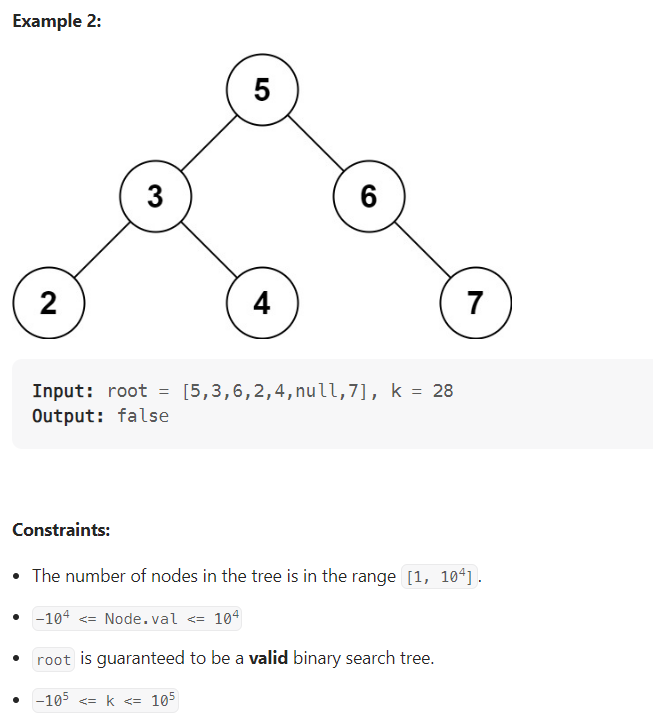 Example 2:
5
3 6
2 4 7
Input: root = [5,3,6,2,4,null,7], k = 28
Output: false
Constraints:
• The number of nodes in the tree is in the range [1, 10⁴].
• -10⁴ <= Node.val <= 10⁴
• root is guaranteed to be a valid binary search tree.
• -10⁵ <= k <= 10⁵